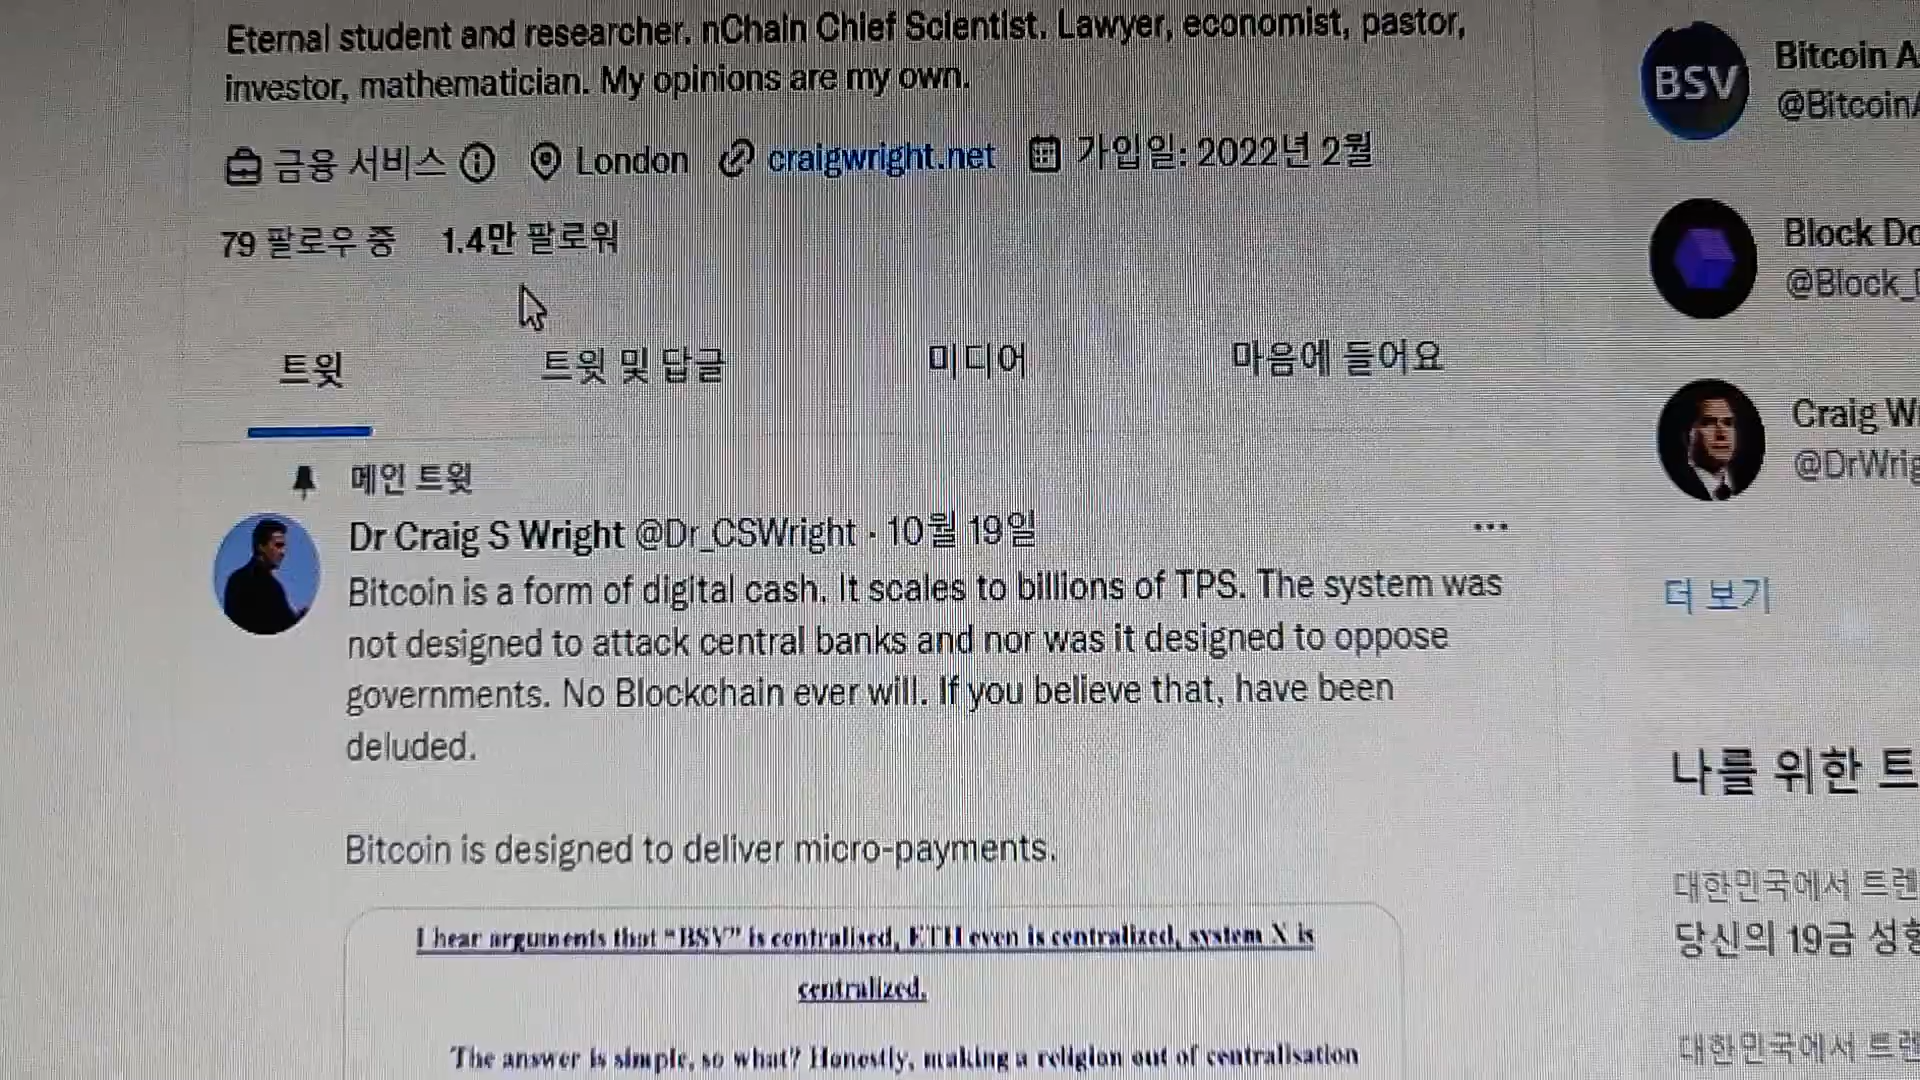 Eternal student and researcher. nChain Chief Scientist. Lawyer, economist, pastor,
investor, mathematician. My opinions are my own.
금융 서비스 London craigwright.net 가입일: 2022년 2월
79 팔로우 중 1.4만 팔로워
트윗 트윗 및 답글 미디어 마음에 들어요
메인 트윗
Dr Craig S Wright @Dr_CSWright · 10월 19일
Bitcoin is a form of digital cash. It scales to billions of TPS. The system was
not designed to attack central banks and nor was it designed to oppose
governments. No Blockchain ever will. If you believe that, have been
deluded.
Bitcoin is designed to deliver micro-payments.
I hear arguments that “BSV” is centralised, ETH even is centralized, system X is
centralized.
The answer is simple, so what? Honestly, making a religion out of centralisation
BSV
Bitcoin A
@BitcoinA
Block Do
@Block_
Craig W
@DrWrig
더 보기
나를 위한 트
대한민국에서 트렌
당신의 19금 성
대한민국에서 트렌